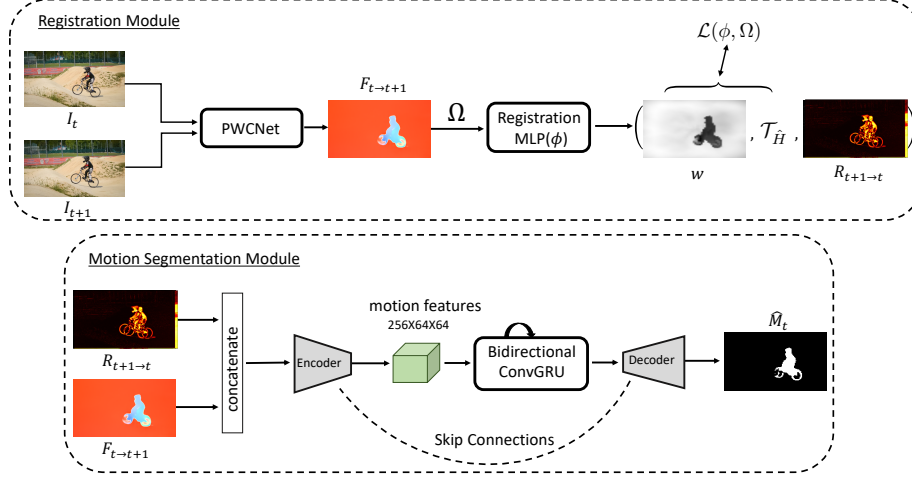 Registration Module
I_t
I_{t+1}
PWCNet
F_{t→t+1}
Ω
Registration
MLP(ϕ)
ℒ(ϕ, Ω)
( , 𝒯_Ĥ , )
w
R_{t+1→t}
Motion Segmentation Module
R_{t+1→t}
F_{t→t+1}
concatenate
Encoder
motion features
256X64X64
Bidirectional
ConvGRU
Decoder
M̂_t
Skip Connections